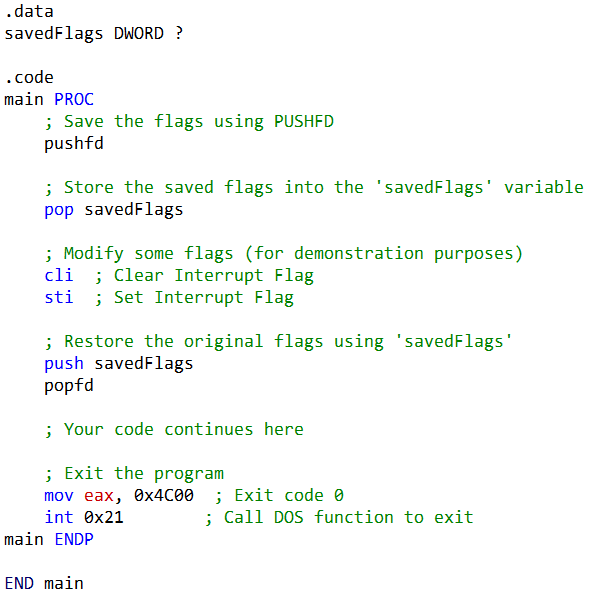 .data
savedFlags DWORD ?

.code
main PROC
    ; Save the flags using PUSHFD
    pushfd

    ; Store the saved flags into the 'savedFlags' variable
    pop savedFlags

    ; Modify some flags (for demonstration purposes)
    cli  ; Clear Interrupt Flag
    sti  ; Set Interrupt Flag

    ; Restore the original flags using 'savedFlags'
    push savedFlags
    popfd

    ; Your code continues here

    ; Exit the program
    mov eax, 0x4C00  ; Exit code 0
    int 0x21        ; Call DOS function to exit
main ENDP

END main